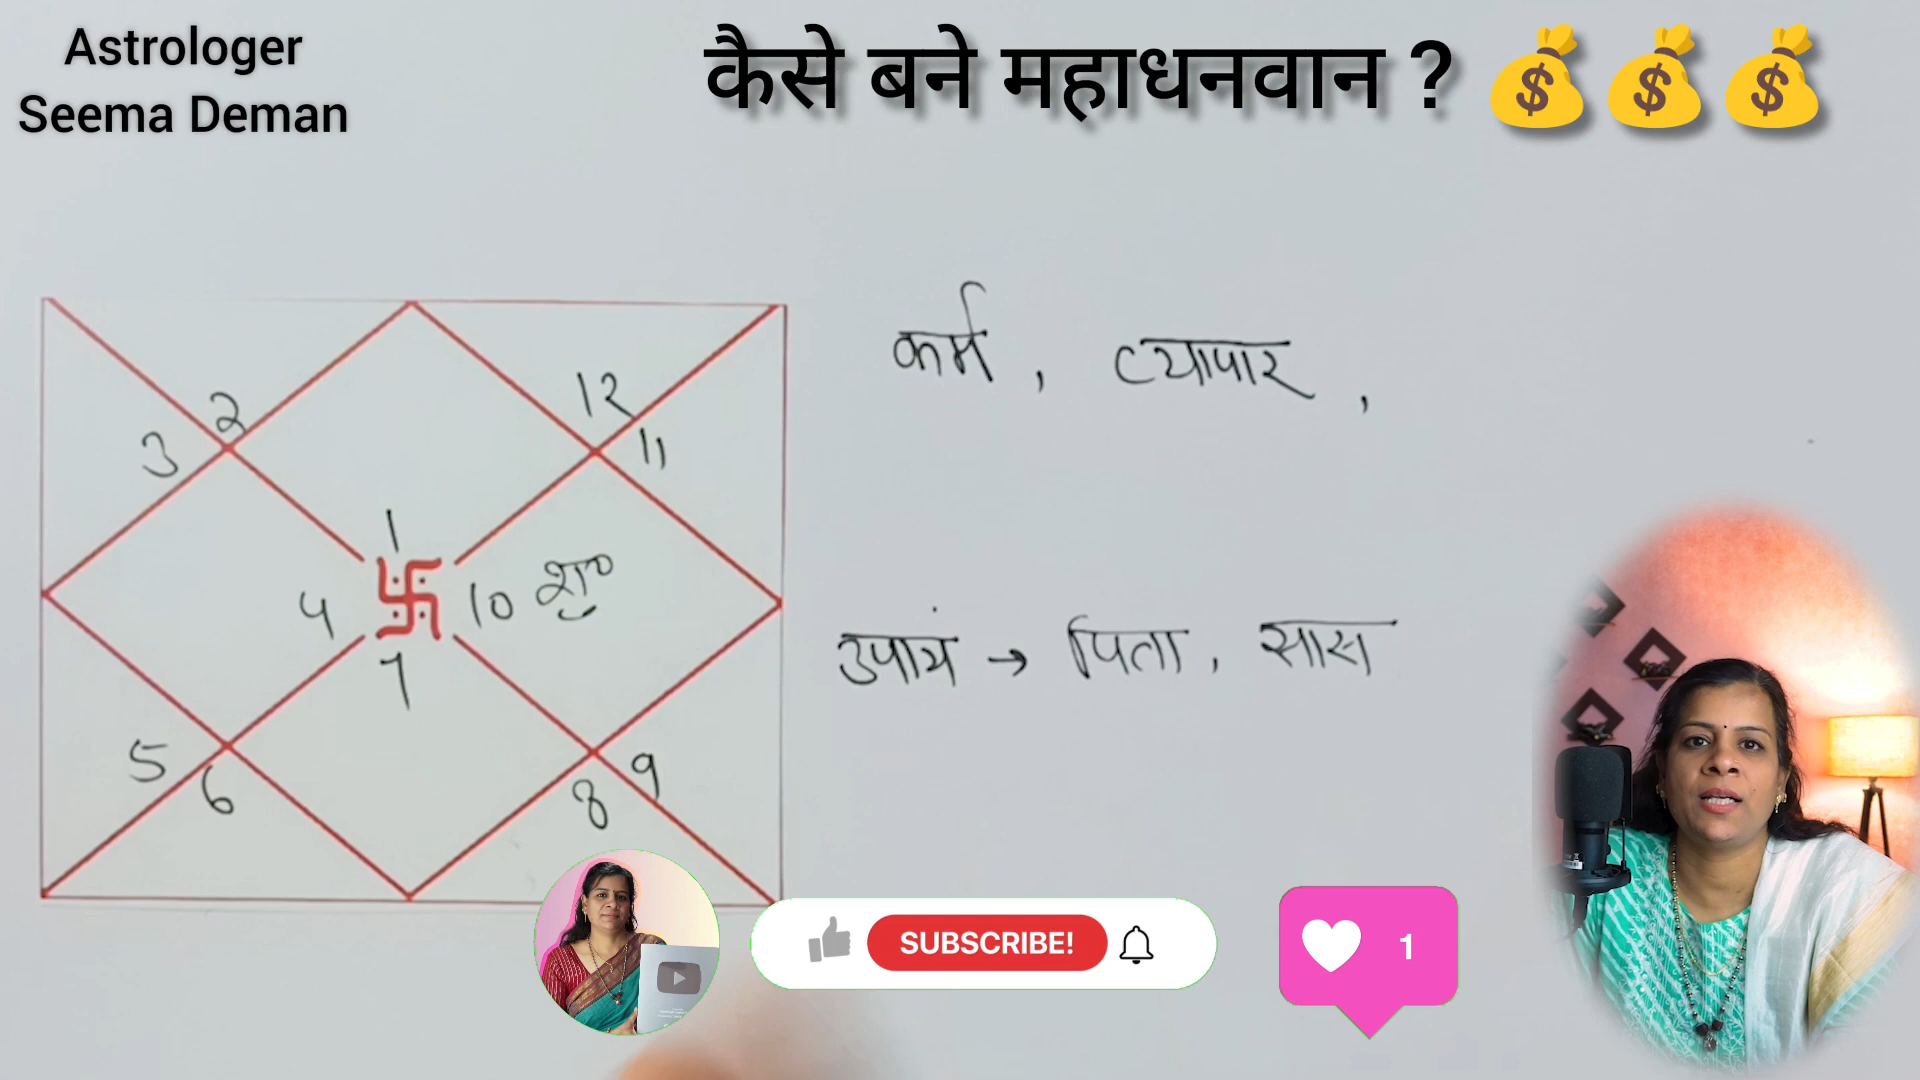 Astrologer
Seema Deman
कैसे बने महाधनवान ?
कर्म , व्यापार ,
2
12
3
11
1
4
10 शु०
7
उपाय → पिता , सास
5
9
6
8
SUBSCRIBE!
1